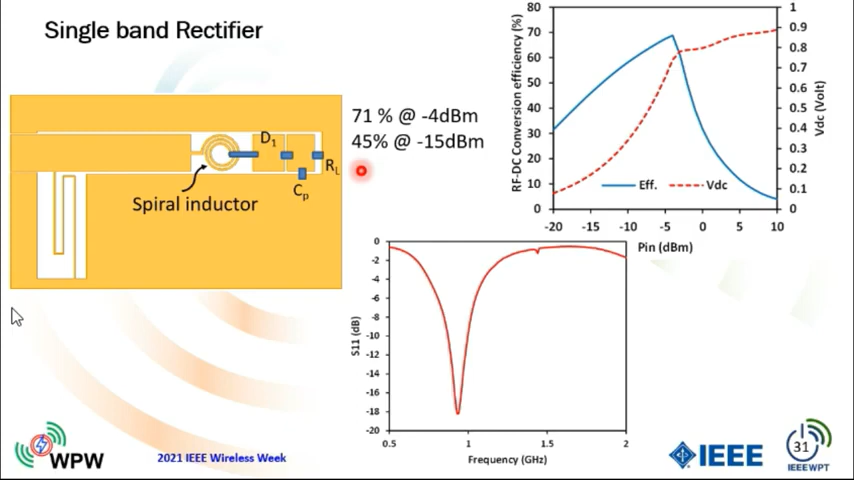 Single band Rectifier
D1
RL
Cp
Spiral inductor
71 % @ -4dBm
45% @ -15dBm
RF-DC Conversion efficiency (%)
80
70
60
50
40
30
20
10
0
1
0.9
0.8
0.7
0.6
0.5
0.4
0.3
0.2
0.1
0
Vdc (Volt)
Eff.
Vdc
-20 -15 -10 -5 0 5 10
Pin (dBm)
S11 (dB)
0
-2
-4
-6
-8
-10
-12
-14
-16
-18
-20
0.5 1 1.5 2
Frequency (GHz)
WPW
2021 IEEE Wireless Week
IEEE
31
IEEE WPT